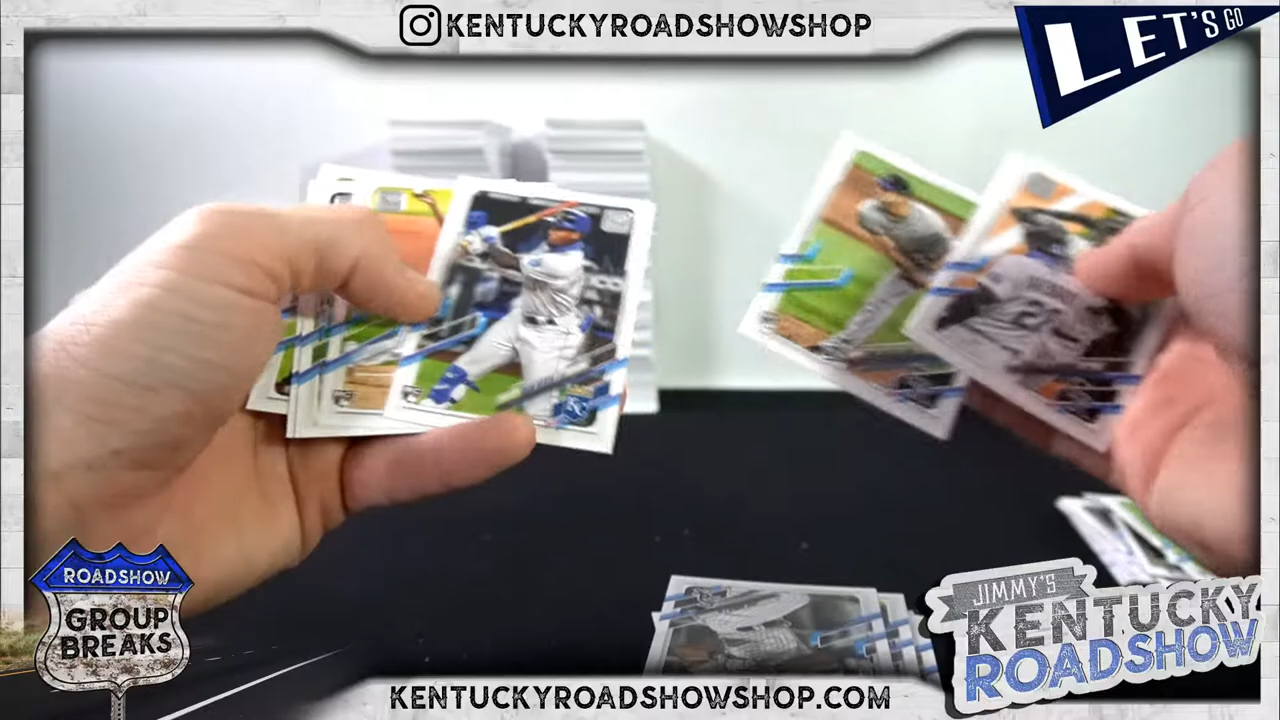 KENTUCKYROADSHOWSHOP
LET'S GO
ROADSHOW
GROUP
BREAKS
JIMMY'S
KENTUCKY
ROADSHOW
KENTUCKYROADSHOWSHOP.COM